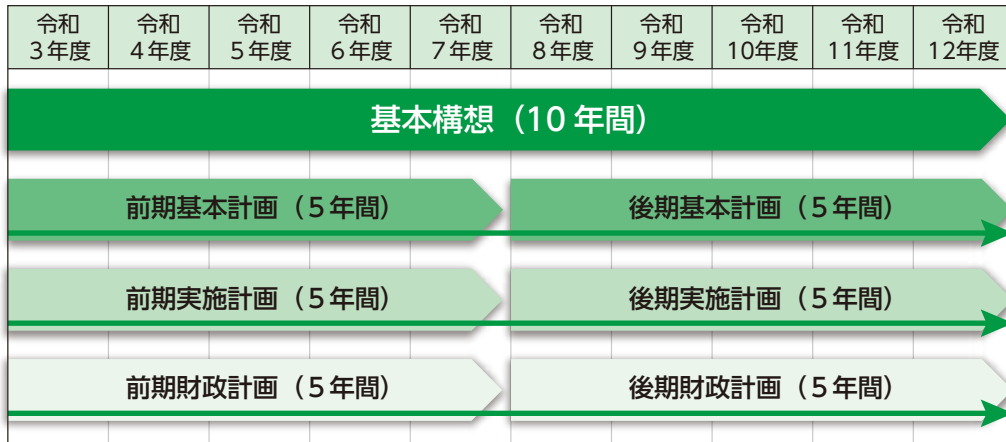 令和 令和 令和 令和 令和 令和 令和 令和 令和 令和
3年度 4年度 5年度 6年度 7年度 8年度 9年度 10年度 11年度 12年度
基本構想（10 年間）
前期基本計画（5年間） 後期基本計画（5年間）
前期実施計画（5年間） 後期実施計画（5年間）
前期財政計画（5年間） 後期財政計画（5年間）